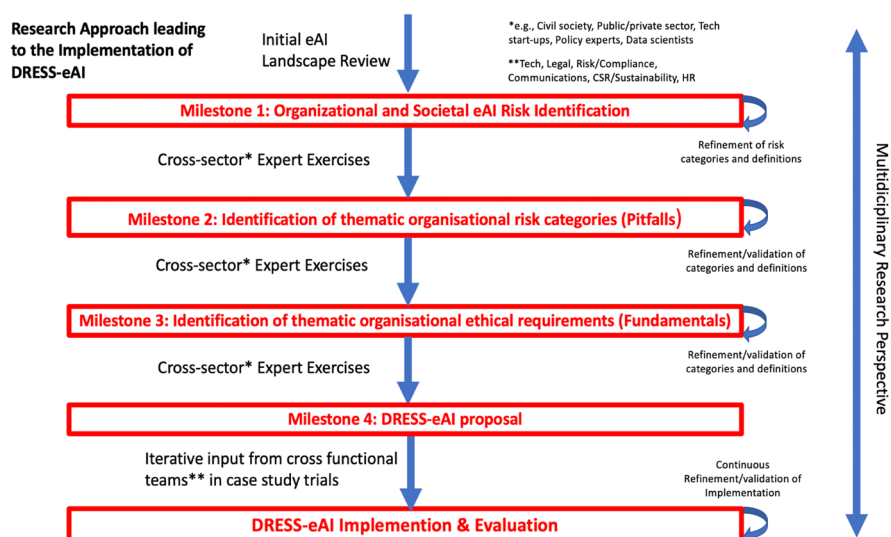 Research Approach leading
to the Implementation of
DRESS-eAI
Initial eAI
Landscape Review
*e.g., Civil society, Public/private sector, Tech
start-ups, Policy experts, Data scientists
**Tech, Legal, Risk/Compliance,
Communications, CSR/Sustainability, HR
Milestone 1: Organizational and Societal eAI Risk Identification
Refinement of risk
categories and definitions
Cross-sector* Expert Exercises
Milestone 2: Identification of thematic organisational risk categories (Pitfalls)
Refinement/validation of
categories and definitions
Cross-sector* Expert Exercises
Milestone 3: Identification of thematic organisational ethical requirements (Fundamentals)
Refinement/validation of
categories and definitions
Cross-sector* Expert Exercises
Milestone 4: DRESS-eAI proposal
Iterative input from cross functional
teams** in case study trials
Continuous
Refinement/validation of
Implementation
DRESS-eAI Implemention & Evaluation
Multidiciplinary Research Perspective